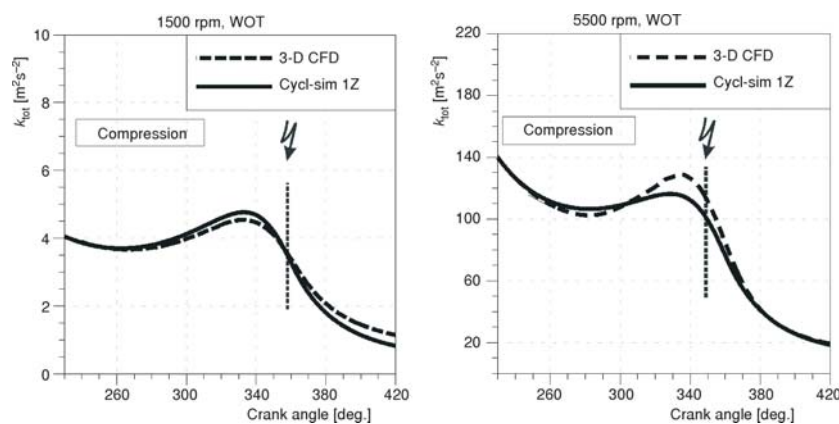 1500 rpm, WOT
10
8
6
4
2
0
k_tot [m²s⁻²]
3-D CFD
Cycl-sim 1Z
Compression
260
300
340
380
420
Crank angle [deg.]
5500 rpm, WOT
220
180
140
100
60
20
k_tot [m²s⁻²]
3-D CFD
Cycl-sim 1Z
Compression
260
300
340
380
420
Crank angle [deg.]